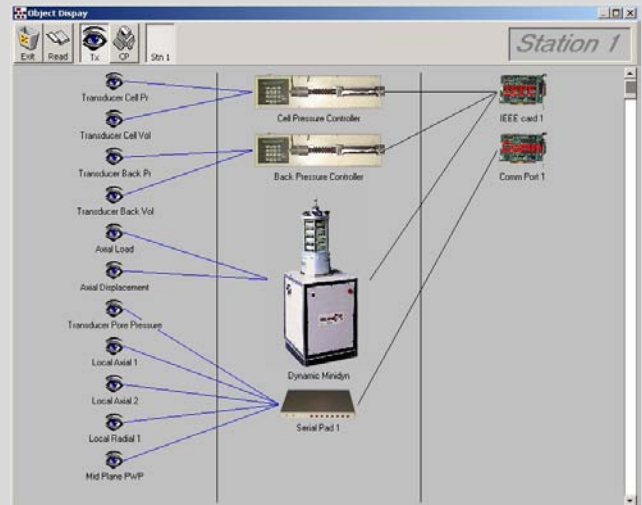 Object Dispay
Exit
Read
Tx
CP
Stn 1
Station 1
Transducer Cell Pr
Transducer Cell Vol
Transducer Back Pr
Transducer Back Vol
Axial Load
Axial Displacement
Transducer Pore Pressure
Local Axial 1
Local Axial 2
Local Radial 1
Mid Plane PWP
Cell Pressure Controller
Back Pressure Controller
Dynamic Minidyn
Serial Pad 1
IEEE card 1
Comm Port 1